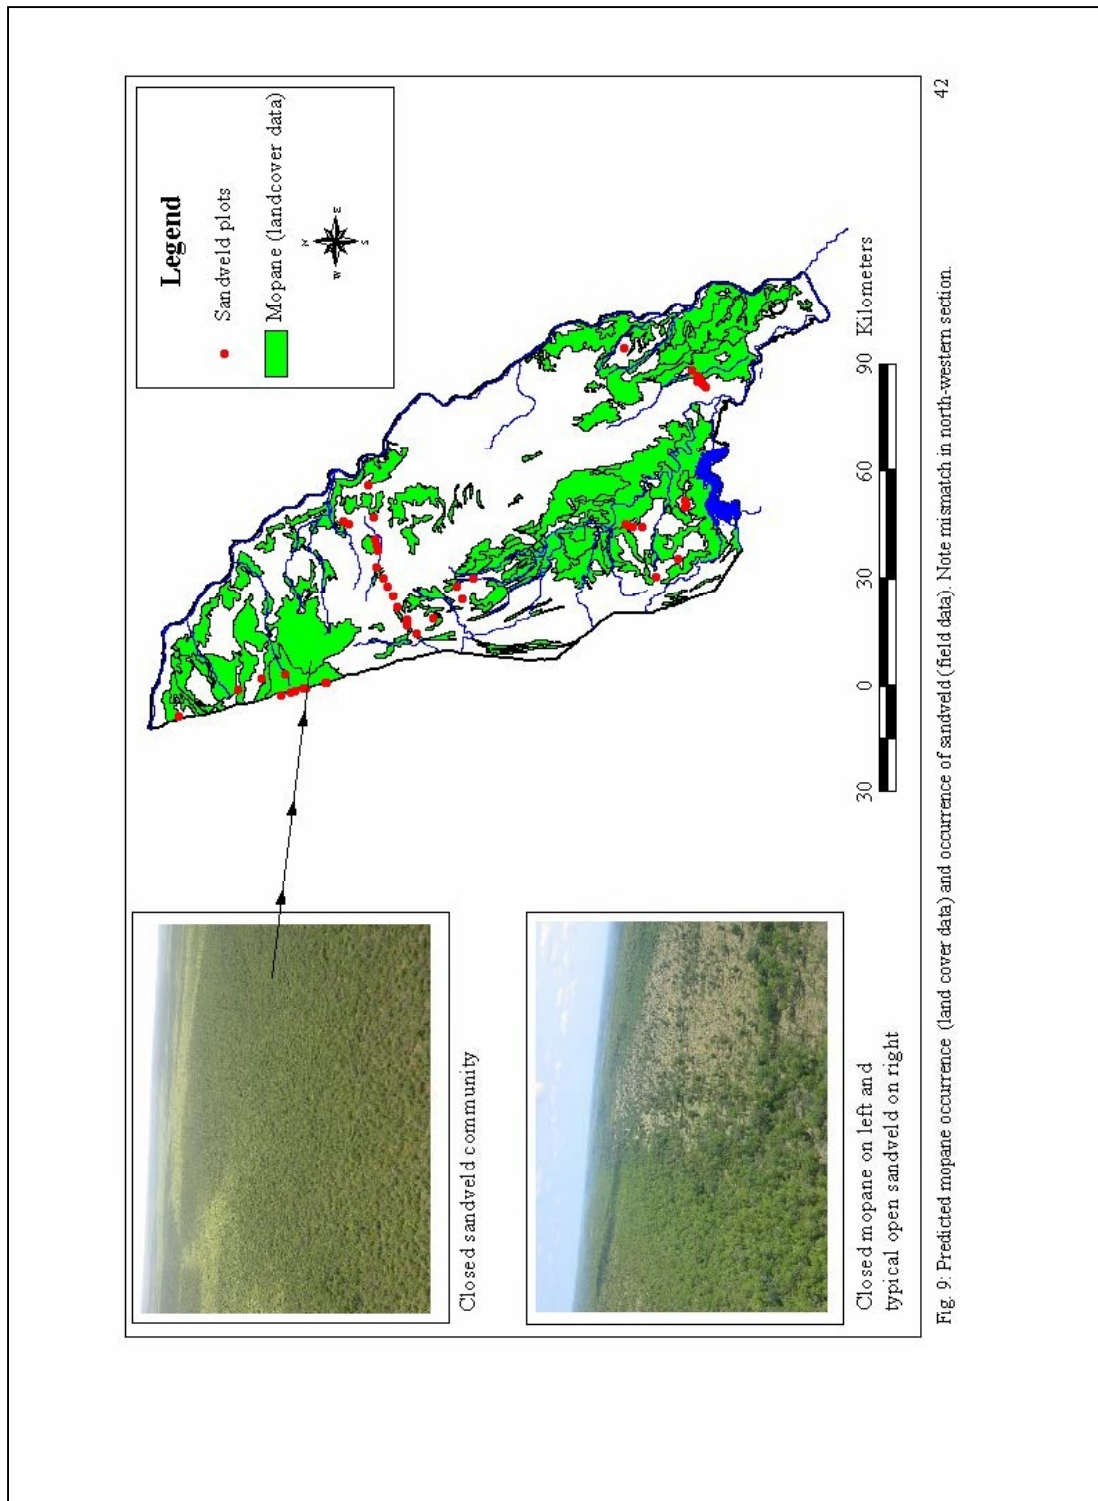 Legend
Sandveld plots
Mopane (landcover data)
N
W
E
S
Closed sandveld community
Closed mopane on left and
typical open sandveld on right
30
0
30
60
90
Kilometers
Fig. 9: Predicted mopane occurrence (land cover data) and occurrence of sandveld (field data). Note mismatch in north-western section.
42